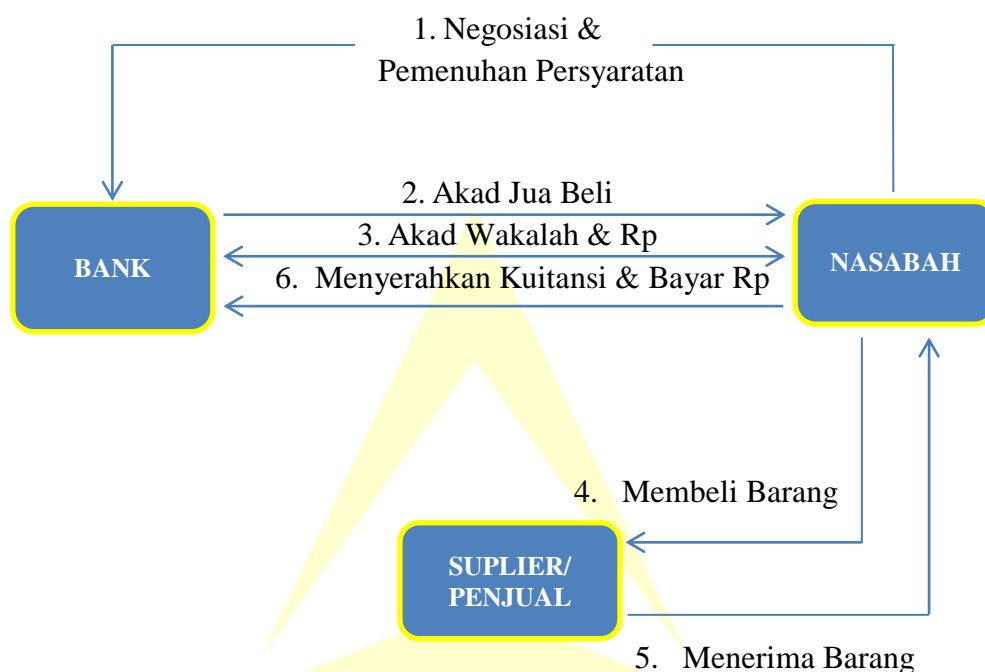 1. Negosiasi &
Pemenuhan Persyaratan
2. Akad Jua Beli
3. Akad Wakalah & Rp
6. Menyerahkan Kuitansi & Bayar Rp
BANK
NASABAH
4. Membeli Barang
SUPLIER/
PENJUAL
5. Menerima Barang